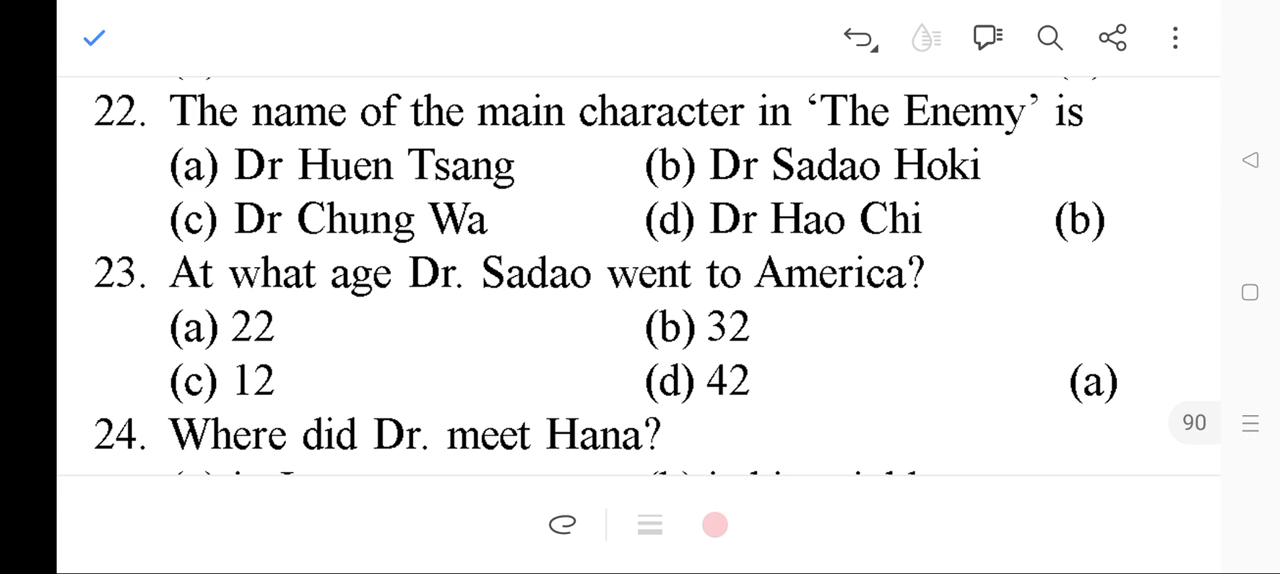 22. The name of the main character in ‘The Enemy’ is
(a) Dr Huen Tsang (b) Dr Sadao Hoki
(c) Dr Chung Wa (d) Dr Hao Chi (b)
23. At what age Dr. Sadao went to America?
(a) 22 (b) 32
(c) 12 (d) 42 (a)
90
24. Where did Dr. meet Hana?